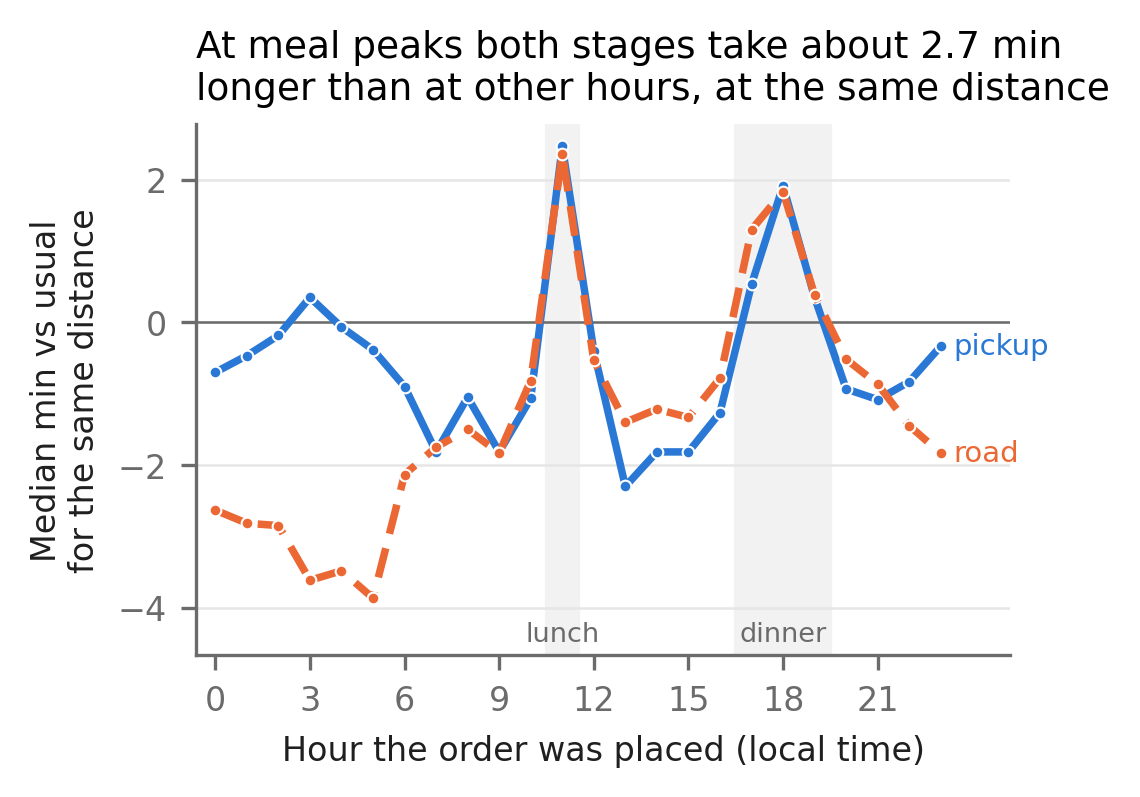 At meal peaks both stages take about 2.7 min
longer than at other hours, at the same distance
Median min vs usual
for the same distance
2
0
−2
−4
pickup
road
lunch
dinner
0 3 6 9 12 15 18 21
Hour the order was placed (local time)